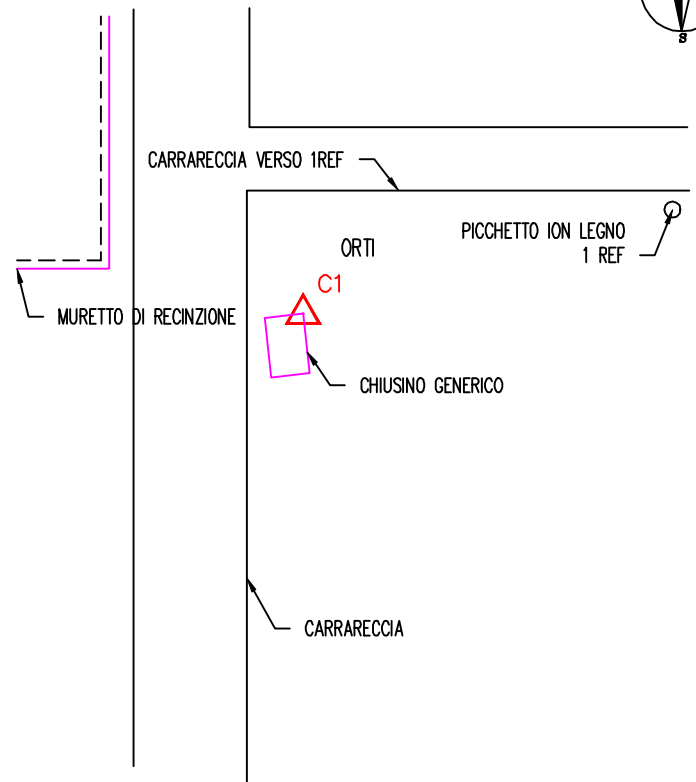 S
CARRARECCIA VERSO 1REF
PICCHETTO ION LEGNO
1 REF
ORTI
C1
MURETTO DI RECINZIONE
CHIUSINO GENERICO
CARRARECCIA